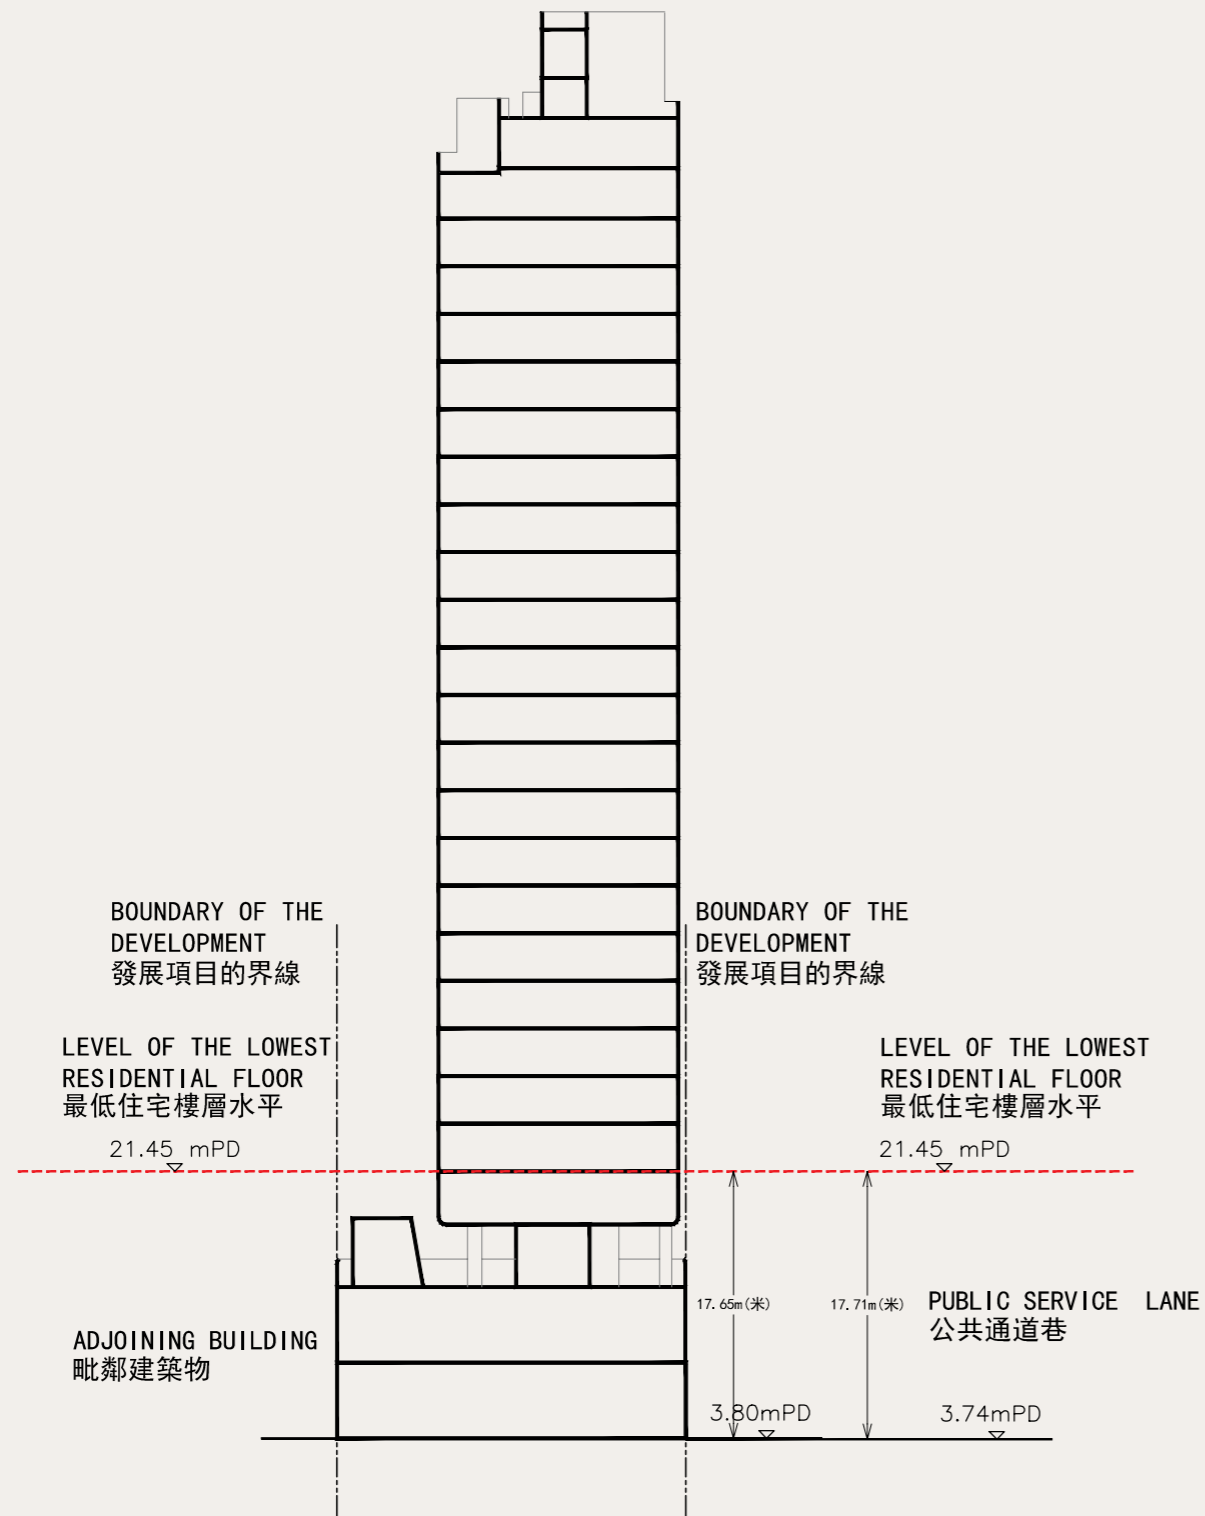 BOUNDARY OF THE
DEVELOPMENT
發展項目的界線
BOUNDARY OF THE
DEVELOPMENT
發展項目的界線
LEVEL OF THE LOWEST
RESIDENTIAL FLOOR
最低住宅樓層水平
21.45 mPD
LEVEL OF THE LOWEST
RESIDENTIAL FLOOR
最低住宅樓層水平
21.45 mPD
17.65m(米)
17.71m(米)
PUBLIC SERVICE LANE
公共通道巷
ADJOINING BUILDING
毗鄰建築物
3.80mPD
3.74mPD